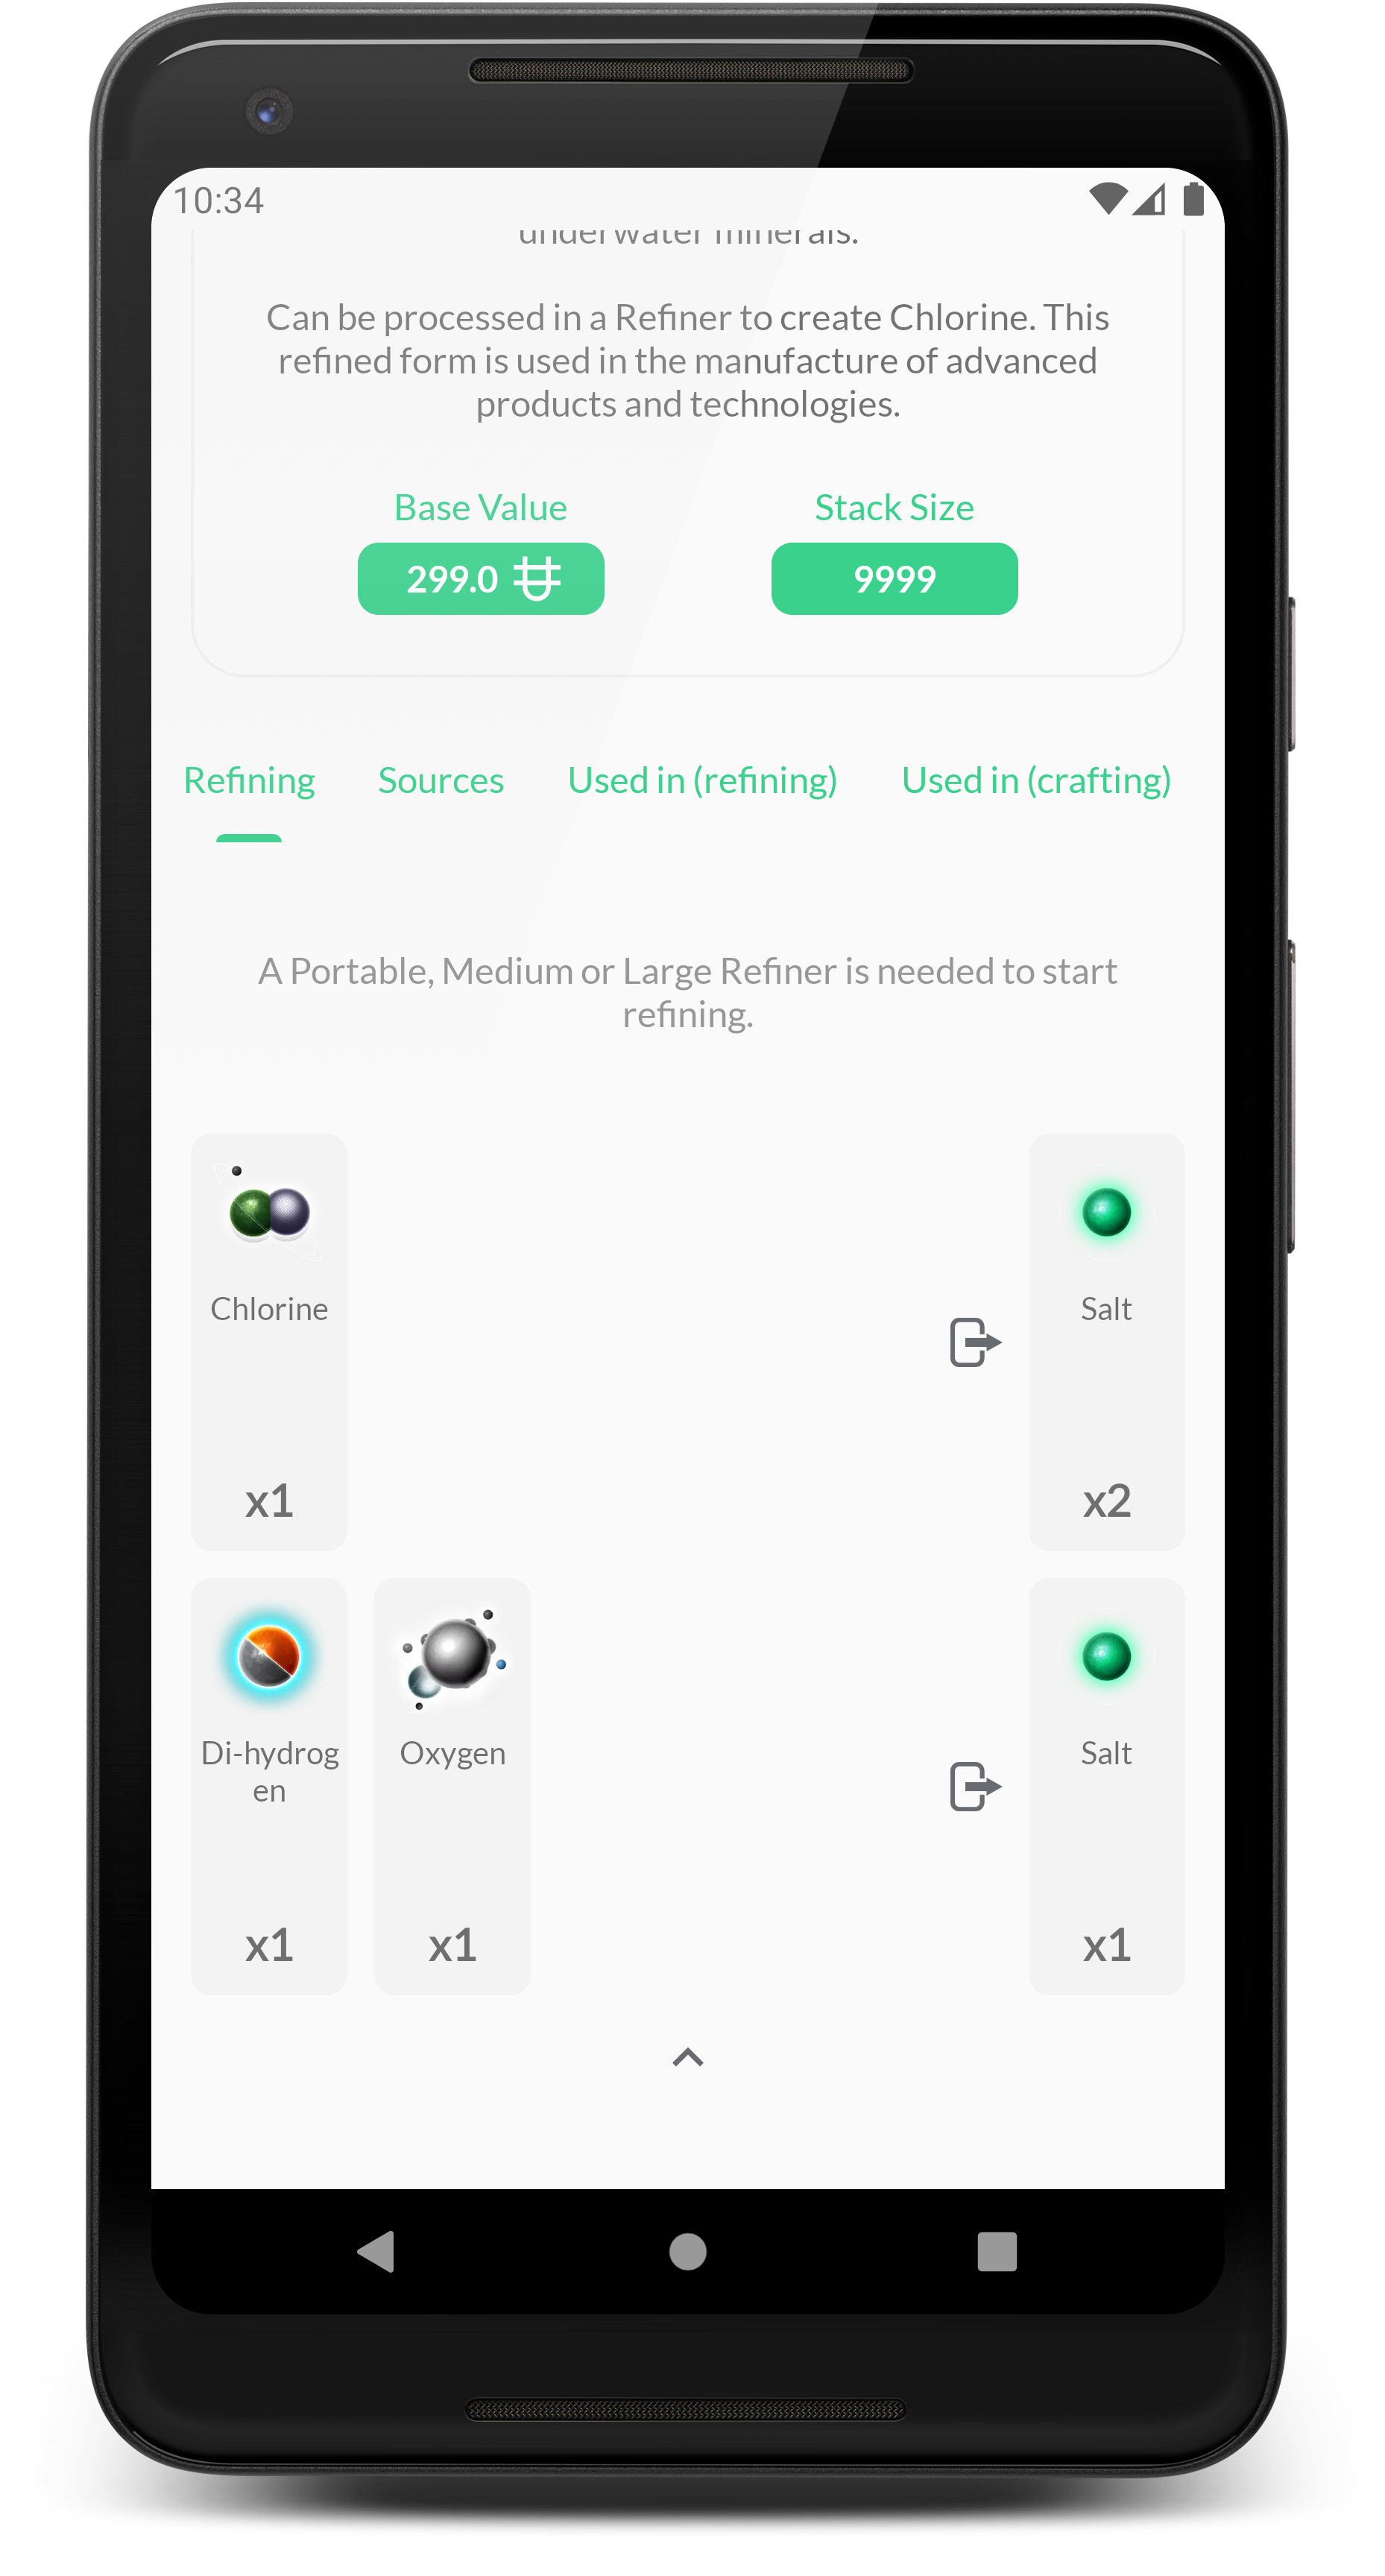 10:34
underwater minerals.
Can be processed in a Refiner to create Chlorine. This
refined form is used in the manufacture of advanced
products and technologies.
Base Value
Stack Size
299.0
9999
Refining
Sources
Used in (refining)
Used in (crafting)
A Portable, Medium or Large Refiner is needed to start
refining.
Chlorine
Salt
x1
x2
Di-hydrog
en
Oxygen
Salt
x1
x1
x1